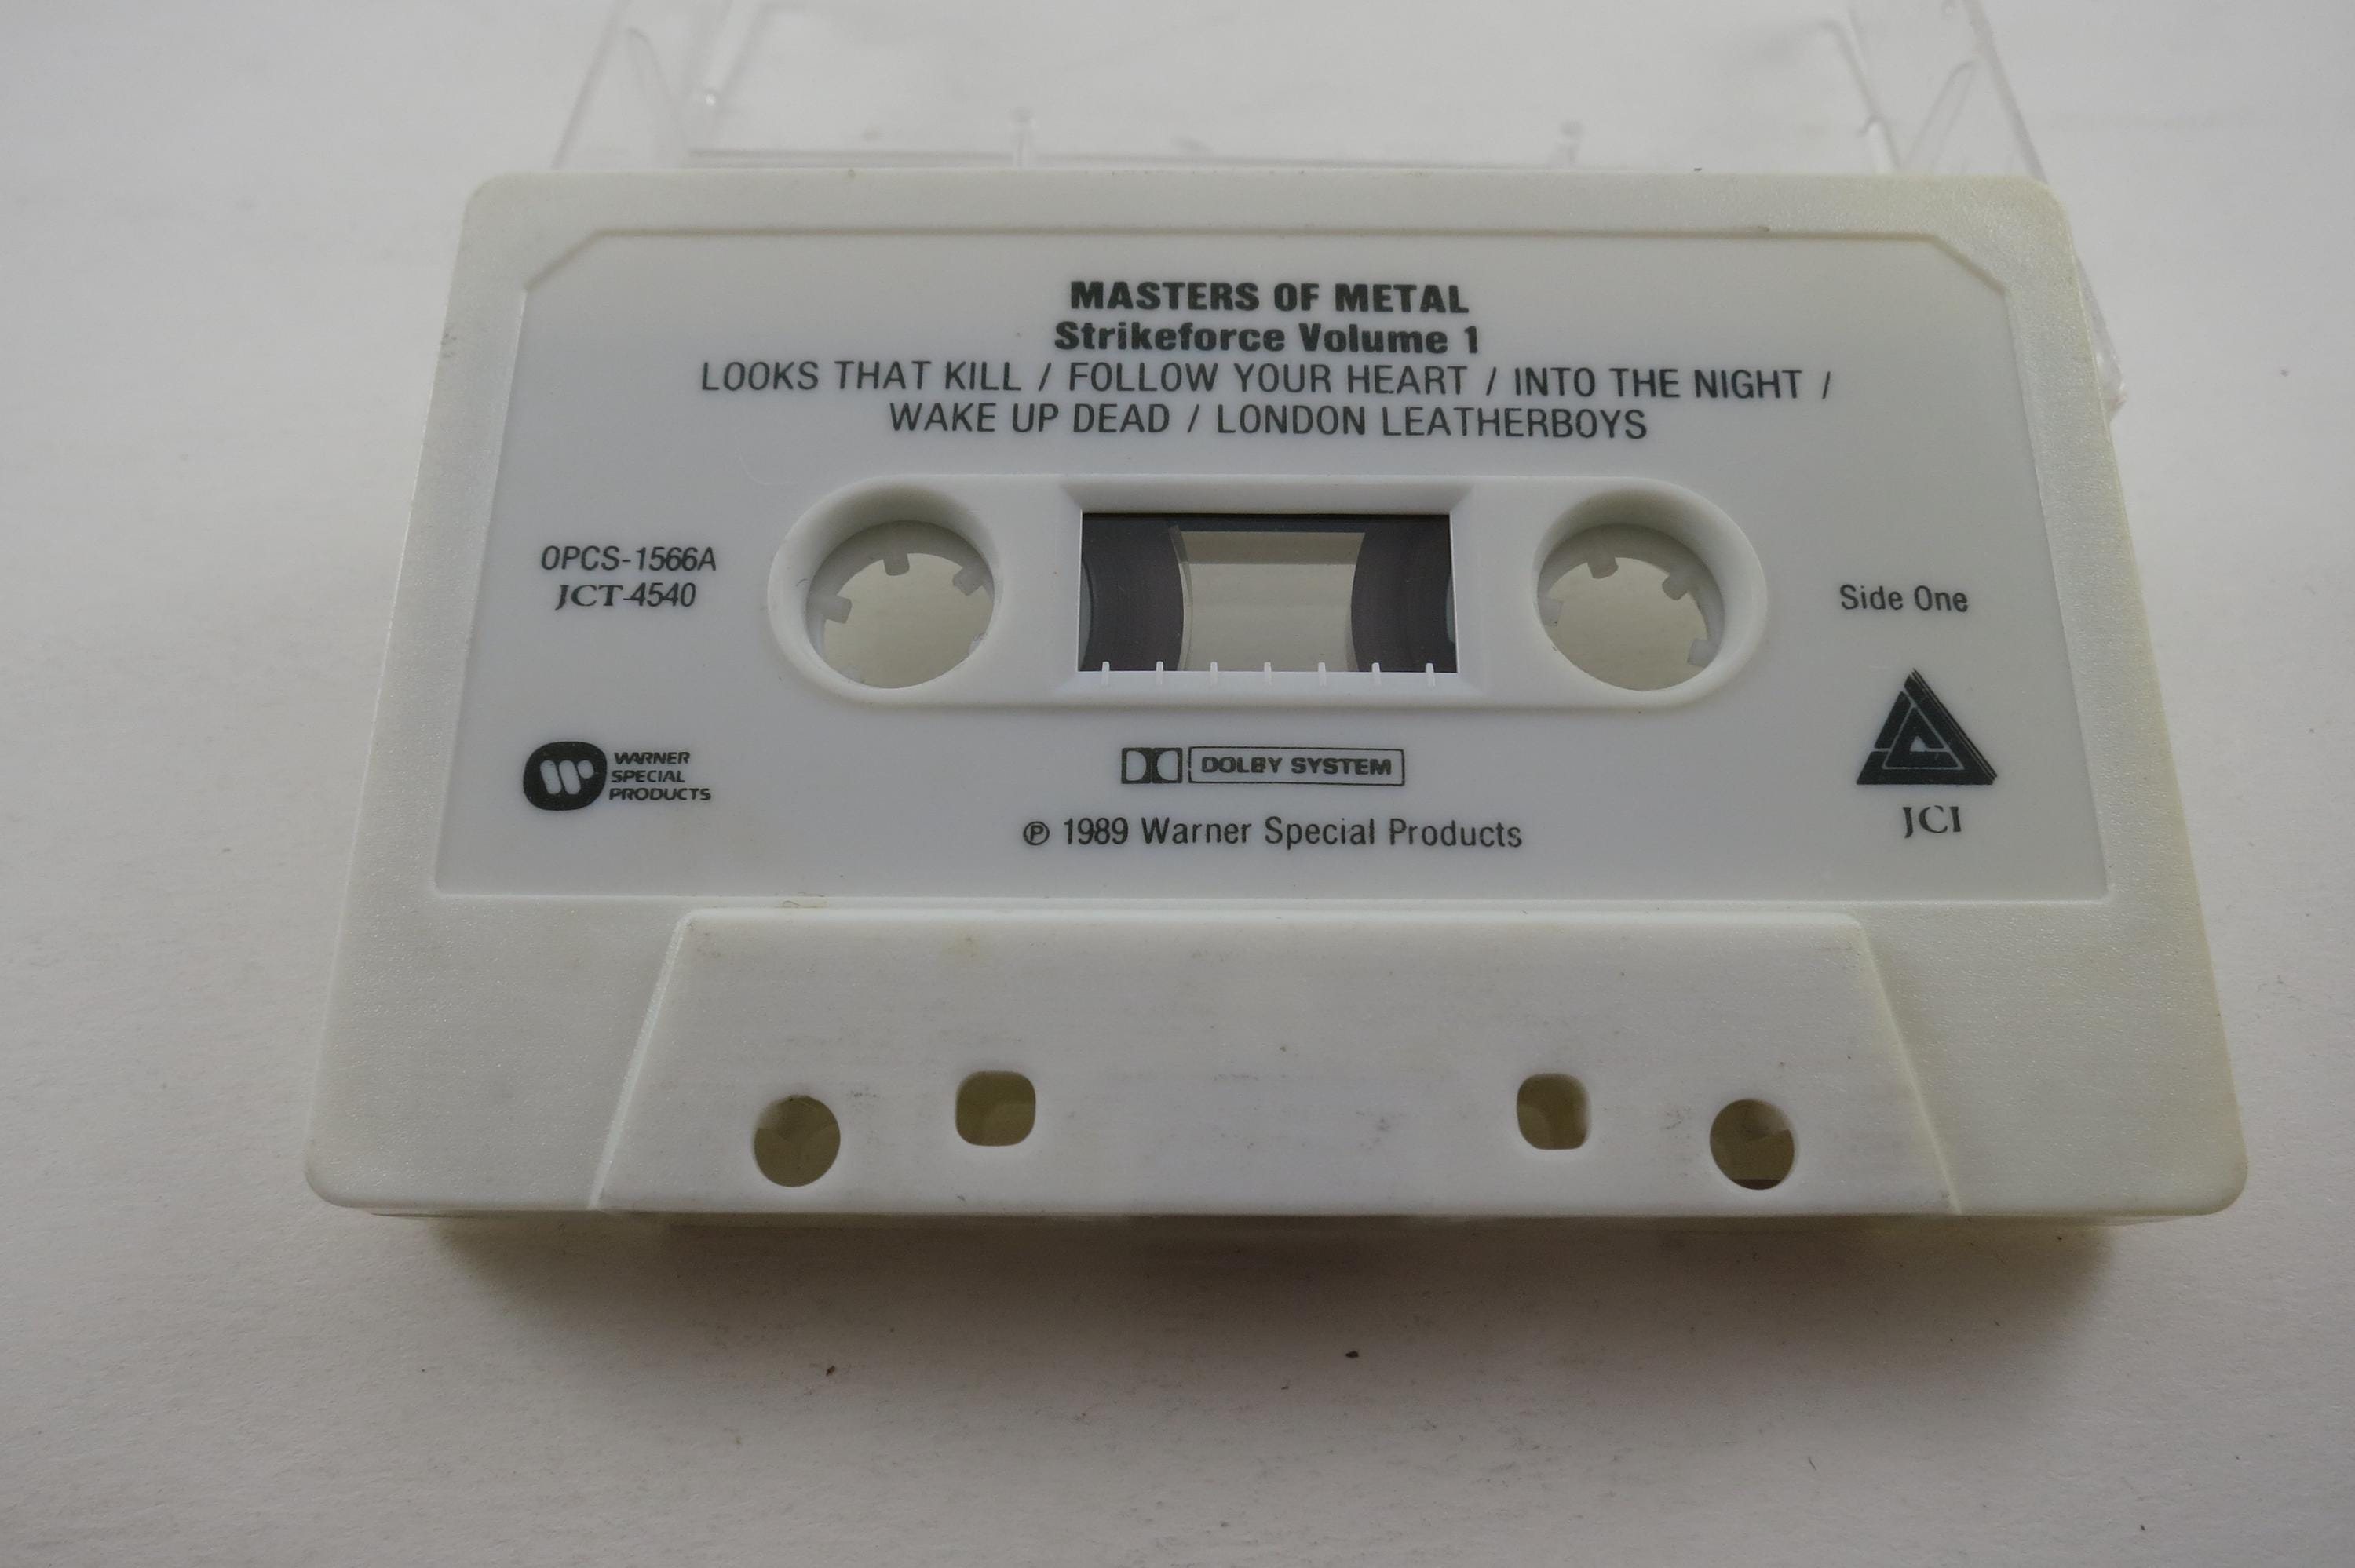 MASTERS OF METAL
Strikeforce Volume 1
LOOKS THAT KILL / FOLLOW YOUR HEART / INTO THE NIGHT /
WAKE UP DEAD / LONDON LEATHERBOYS
OPCS-1566A
JCT-4540
Side One
WARNER
SPECIAL
PRODUCTS
DOLBY SYSTEM
JCI
℗ 1989 Warner Special Products